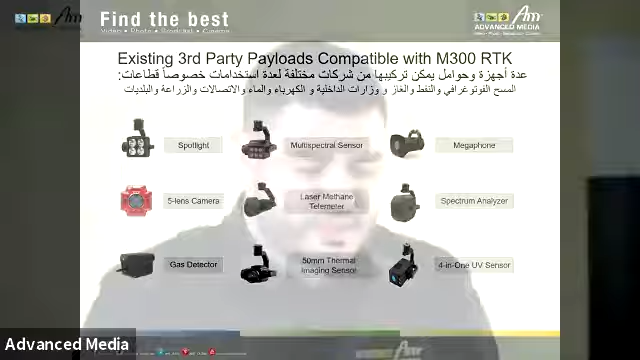 Find the best
Video • Photo • Broadcast • Cinema
Am
ADVANCED MEDIA
Existing 3rd Party Payloads Compatible with M300 RTK
عدة أجهزة وحوامل يمكن تركيبها من شركات مختلفة لعدة استخدامات خصوصاً قطاعات:
المسح الفوتوغرافي والنفط والغاز و وزارات الداخلية و الكهرباء والماء والاتصالات والزراعة والبلديات
Spotlight
Multispectral Sensor
Megaphone
5-lens Camera
Laser Methane
Telemeter
Spectrum Analyzer
Gas Detector
50mm Thermal
Imaging Sensor
4-in-One UV Sensor
Advanced Media